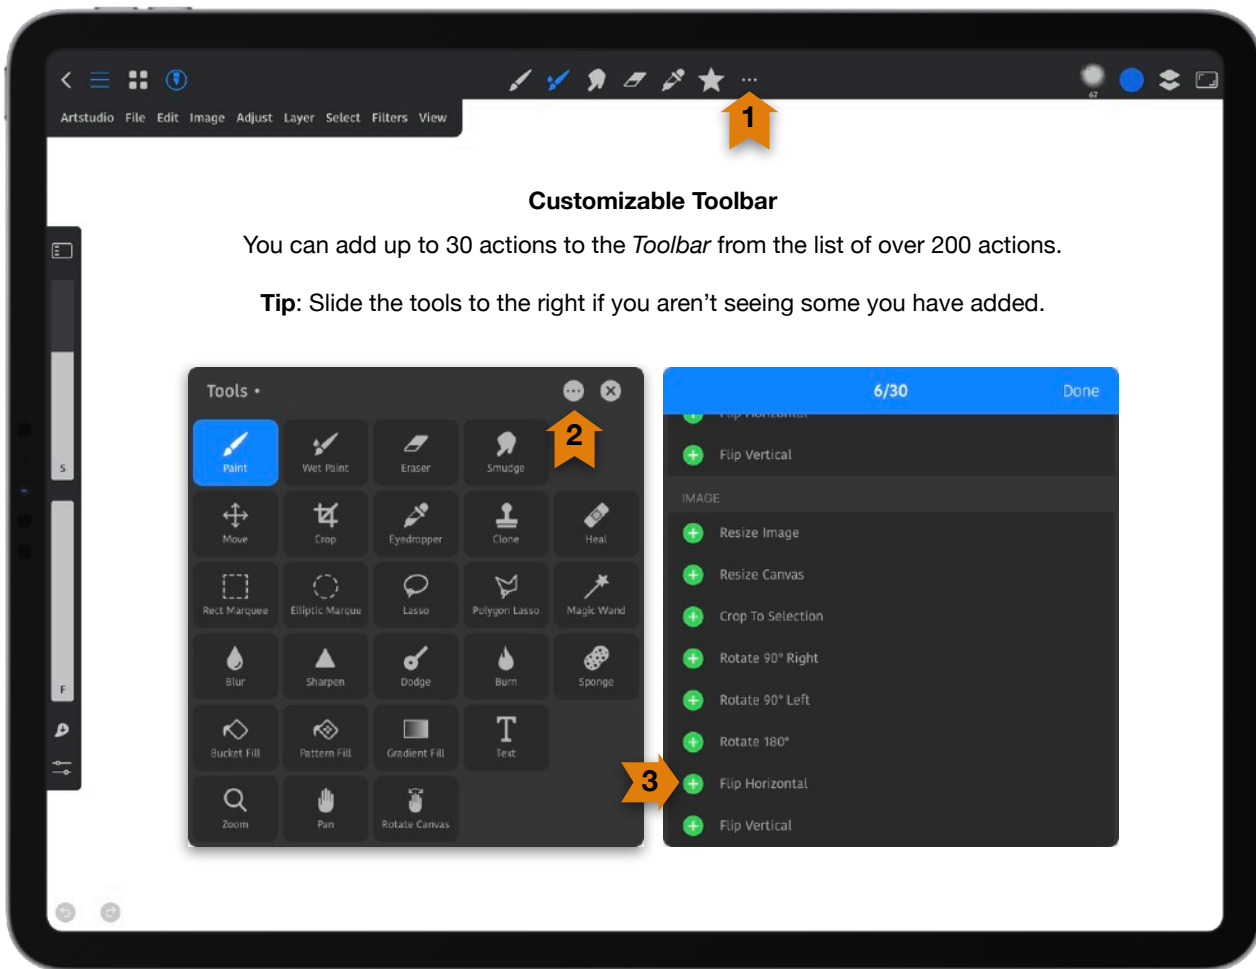 67
Artstudio File Edit Image Adjust Layer Select Filters View
1
Customizable Toolbar
You can add up to 30 actions to the Toolbar from the list of over 200 actions.
Tip: Slide the tools to the right if you aren’t seeing some you have added.
S
F
Tools •
2
Paint Wet Paint Eraser Smudge
Move Crop Eyedropper Clone Heal
Rect Marquee Elliptic Marque Lasso Polygon Lasso Magic Wand
Blur Sharpen Dodge Burn Sponge
Bucket Fill Pattern Fill Gradient Fill Text
Zoom Pan Rotate Canvas
6/30 Done
Flip Horizontal
Flip Vertical
IMAGE
Resize Image
Resize Canvas
Crop To Selection
Rotate 90° Right
Rotate 90° Left
Rotate 180°
3
Flip Horizontal
Flip Vertical